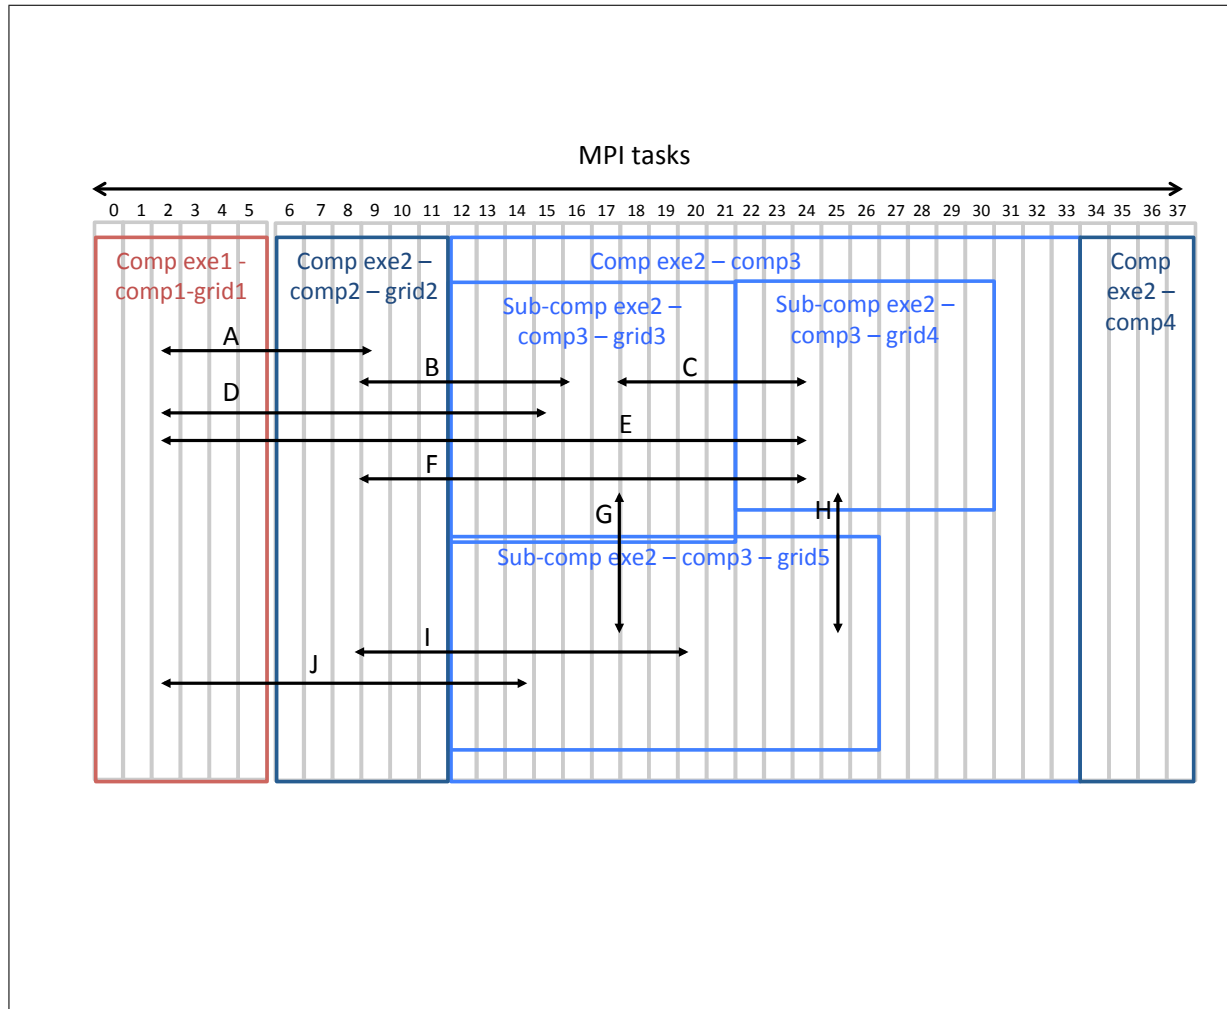 MPI tasks
0 1 2 3 4 5 6 7 8 9 10 11 12 13 14 15 16 17 18 19 20 21 22 23 24 25 26 27 28 29 30 31 32 33 34 35 36 37
Comp exe1 -
comp1-grid1
Comp exe2 –
comp2 – grid2
Comp exe2 – comp3
Sub-comp exe2 –
comp3 – grid3
Sub-comp exe2 –
comp3 – grid4
Comp
exe2 –
comp4
A
B
C
D
E
F
G
H
Sub-comp exe2 – comp3 – grid5
I
J